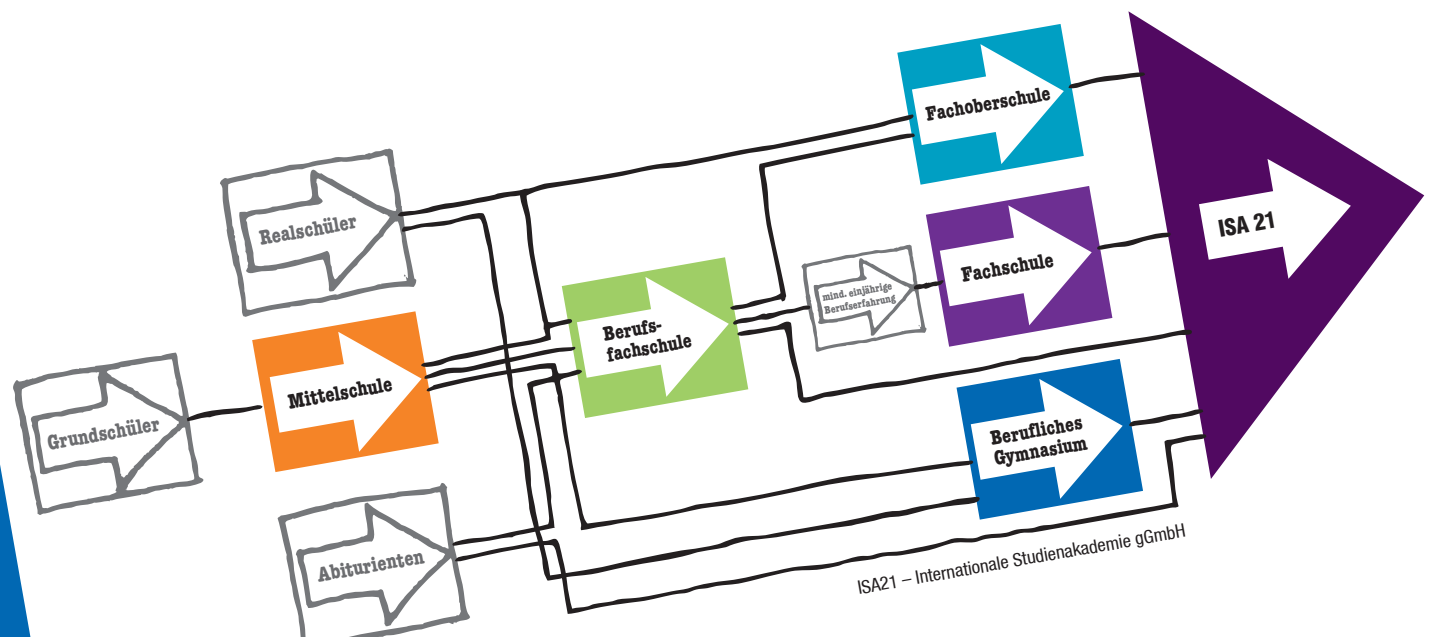 Fachoberschule
Realschüler
ISA 21
Fachschule
mind. einjährige
Berufserfahrung
Berufs-
fachschule
Mittelschule
Grundschüler
Berufliches
Gymnasium
Abiturienten
ISA21 – Internationale Studienakademie gGmbH